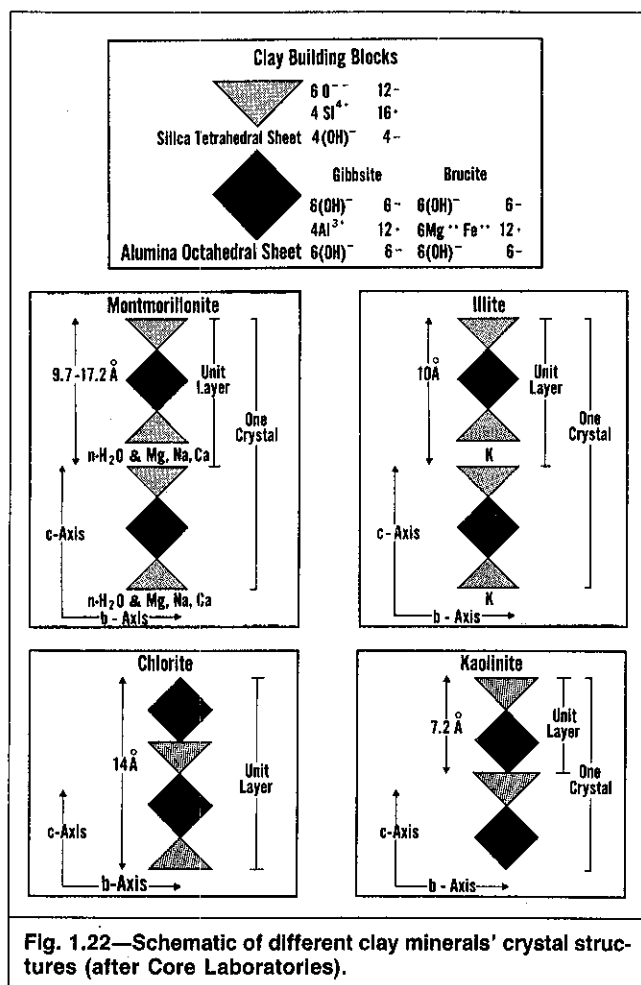 Clay Building Blocks
6 O⁻⁻ 12-
4 Si⁴⁺ 16+
Silica Tetrahedral Sheet 4(OH)⁻ 4-
Gibbsite Brucite
6(OH)⁻ 6- 6(OH)⁻ 6-
4Al³⁺ 12+ 6Mg⁺⁺ Fe⁺⁺ 12+
Alumina Octahedral Sheet 6(OH)⁻ 6- 6(OH)⁻ 6-
Montmorillonite
9.7-17.2 Å
Unit
Layer
One
Crystal
n·H₂O & Mg, Na, Ca
c-Axis
n·H₂O & Mg, Na, Ca
b - Axis
Illite
10Å
Unit
Layer
One
Crystal
K
c - Axis
K
b - Axis
Chlorite
14Å
Unit
Layer
c-Axis
b-Axis
Kaolinite
7.2 Å
Unit
Layer
One
Crystal
c-Axis
b - Axis
Fig. 1.22—Schematic of different clay minerals' crystal struc-
tures (after Core Laboratories).